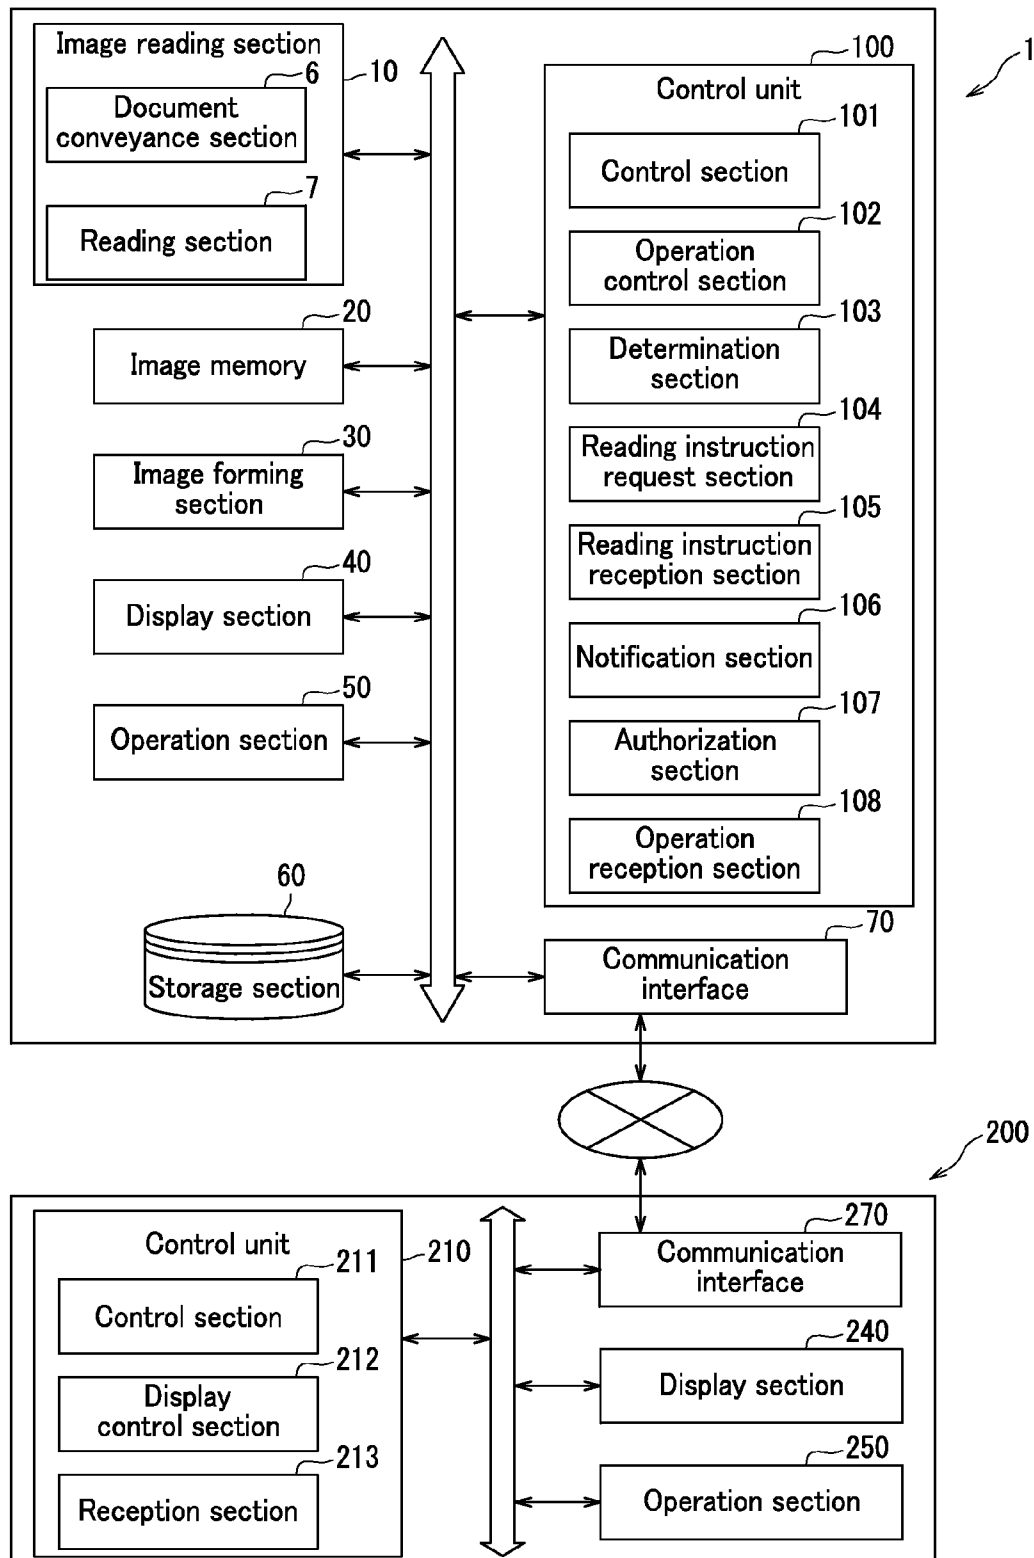 1
Image reading section
10
6
Document
conveyance section
7
Reading section
20
Image memory
30
Image forming
section
40
Display section
50
Operation section
60
Storage section
100
Control unit
101
Control section
102
Operation
control section
103
Determination
section
104
Reading instruction
request section
105
Reading instruction
reception section
106
Notification section
107
Authorization
section
108
Operation
reception section
70
Communication
interface
200
Control unit
210
211
Control section
212
Display
control section
213
Reception section
270
Communication
interface
240
Display section
250
Operation section